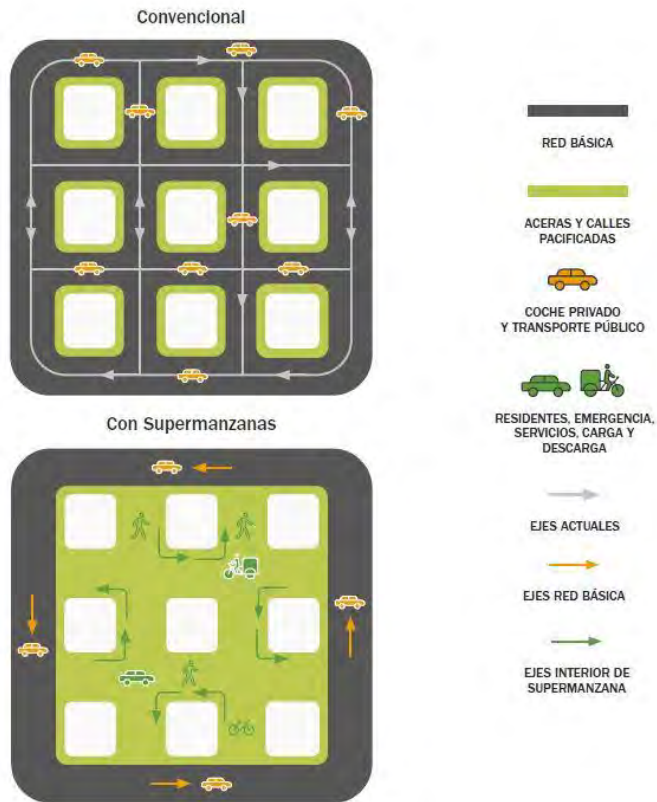 Convencional
Con Supermanzanas
RED BÁSICA
ACERAS Y CALLES
PACIFICADAS
COCHE PRIVADO
Y TRANSPORTE PÚBLICO
RESIDENTES, EMERGENCIA,
SERVICIOS, CARGA Y
DESCARGA
EJES ACTUALES
EJES RED BÁSICA
EJES INTERIOR DE
SUPERMANZANA